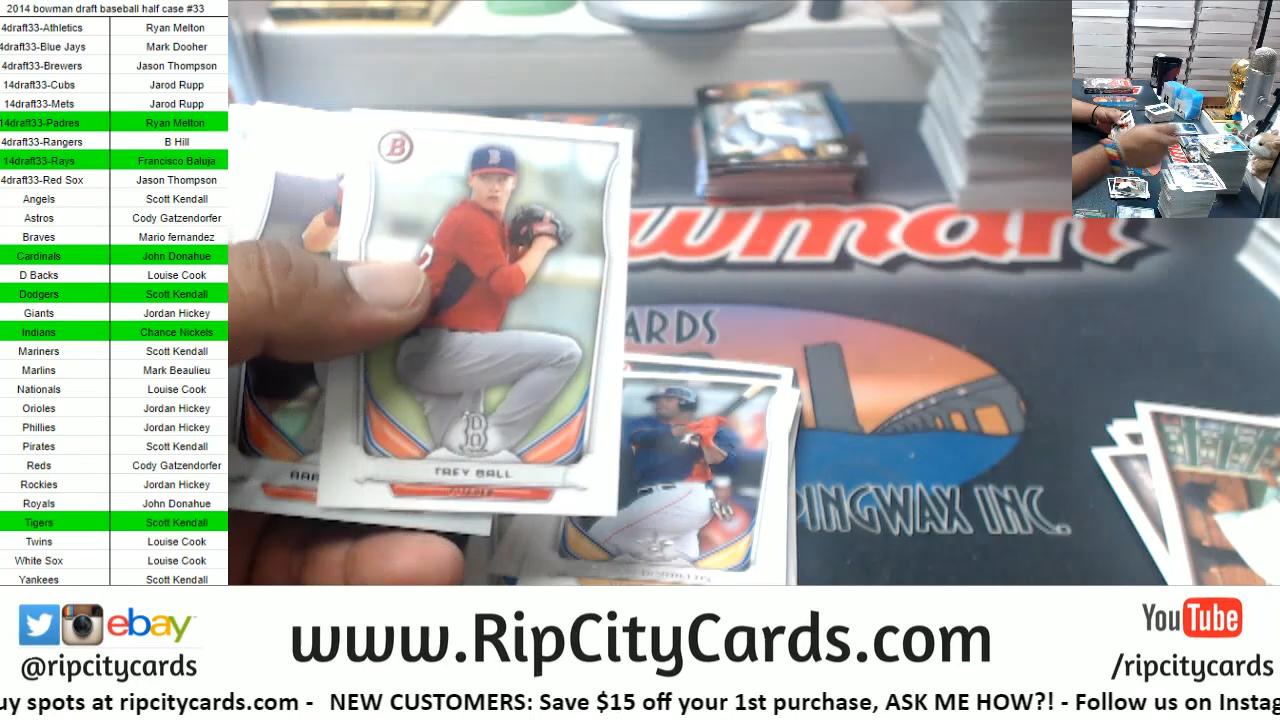 2014 bowman draft baseball half case #33
4draft33-Athletics Ryan Melton
4draft33-Blue Jays Mark Dooher
4draft33-Brewers Jason Thompson
14draft33-Cubs Jarod Rupp
14draft33-Mets Jarod Rupp
14draft33-Padres Ryan Melton
4draft33-Rangers B Hill
14draft33-Rays Francisco Baluja
4draft33-Red Sox Jason Thompson
Angels Scott Kendall
Astros Cody Gatzendorfer
Braves Mario fernandez
Cardinals John Donahue
D Backs Louise Cook
Dodgers Scott Kendall
Giants Jordan Hickey
Indians Chance Nickels
Mariners Scott Kendall
Marlins Mark Beaulieu
Nationals Louise Cook
Orioles Jordan Hickey
Phillies Jordan Hickey
Pirates Scott Kendall
Reds Cody Gatzendorfer
Rockies Jordan Hickey
Royals John Donahue
Tigers Scott Kendall
Twins Louise Cook
White Sox Louise Cook
Yankees Scott Kendall
B
B
B
TREY BALL
owman
ARDS
PINGWAX INC.
ebay
@ripcitycards
www.RipCityCards.com
YouTube
/ripcitycards
uy spots at ripcitycards.com - NEW CUSTOMERS: Save $15 off your 1st purchase, ASK ME HOW?! - Follow us on Instag